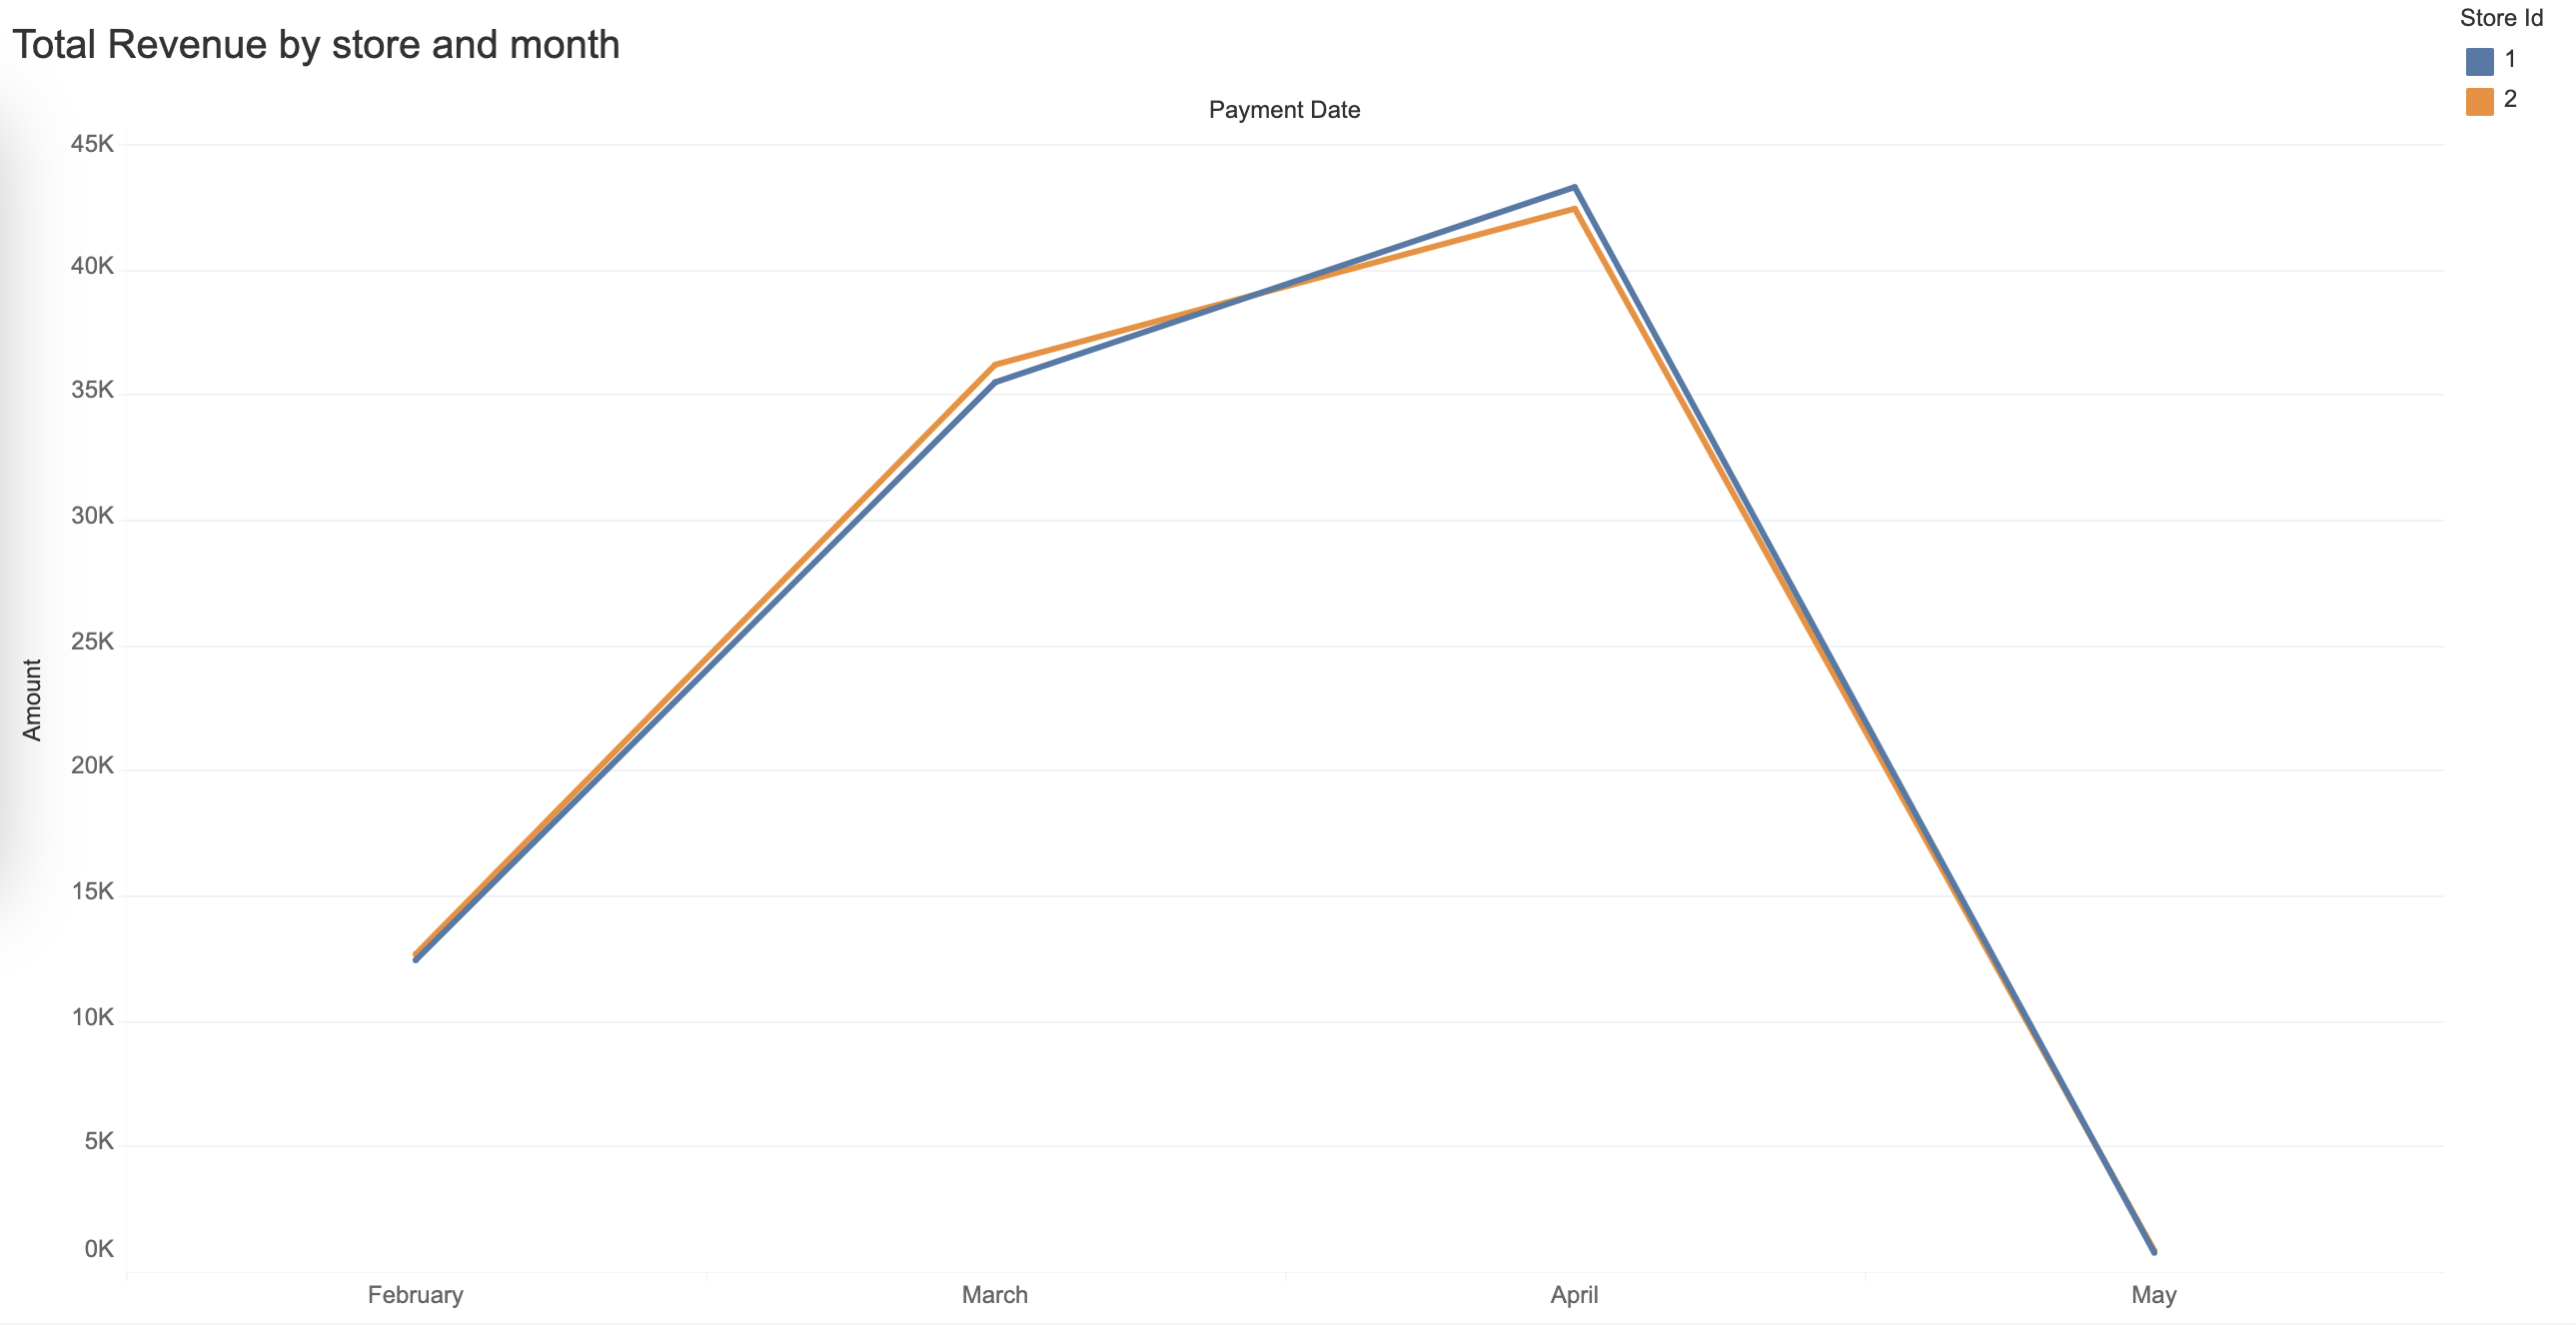 Total Revenue by store and month
Store Id
1
2
Payment Date
45K
40K
35K
30K
25K
20K
15K
10K
5K
0K
Amount
February March April May